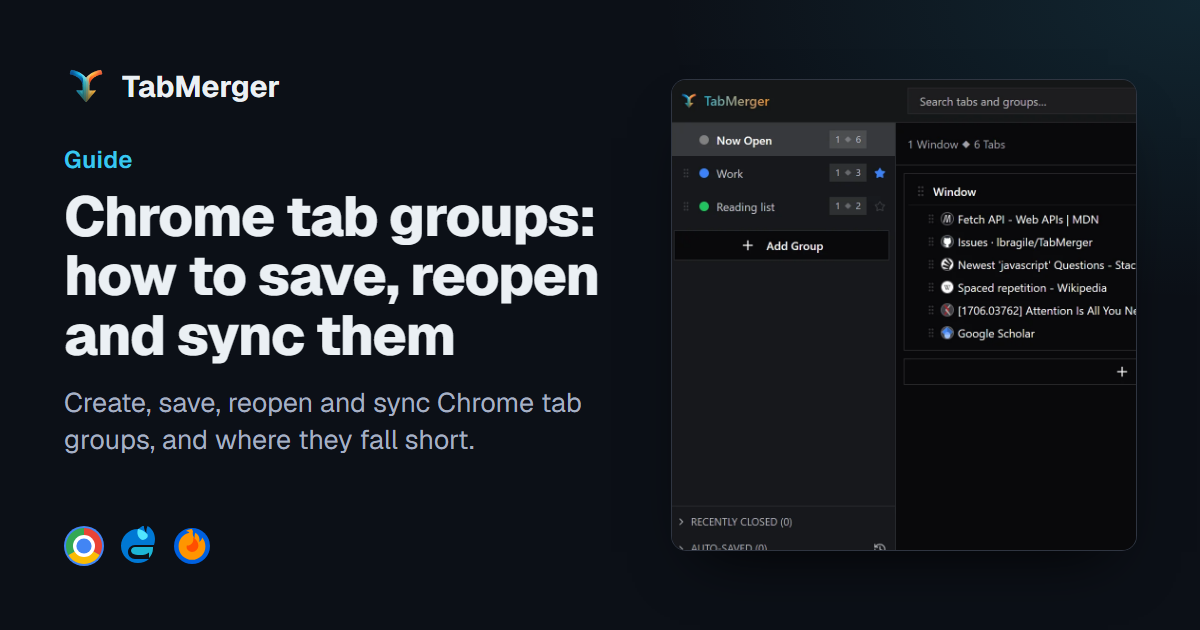 TabMerger
Guide
Chrome tab groups:
how to save, reopen
and sync them
Create, save, reopen and sync Chrome tab
groups, and where they fall short.
TabMerger
Search tabs and groups...
Now Open
1 ◆ 6
Work
1 ◆ 3
Reading list
1 ◆ 2
+ Add Group
RECENTLY CLOSED (0)
AUTO-SAVED (0)
1 Window ◆ 6 Tabs
Window
Fetch API - Web APIs | MDN
Issues · lbragile/TabMerger
Newest 'javascript' Questions - Stac
Spaced repetition - Wikipedia
[1706.03762] Attention Is All You Ne
Google Scholar
+